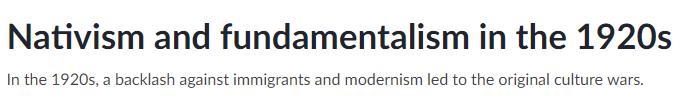 Nativism and fundamentalism in the 1920s
In the 1920s, a backlash against immigrants and modernism led to the original culture wars.